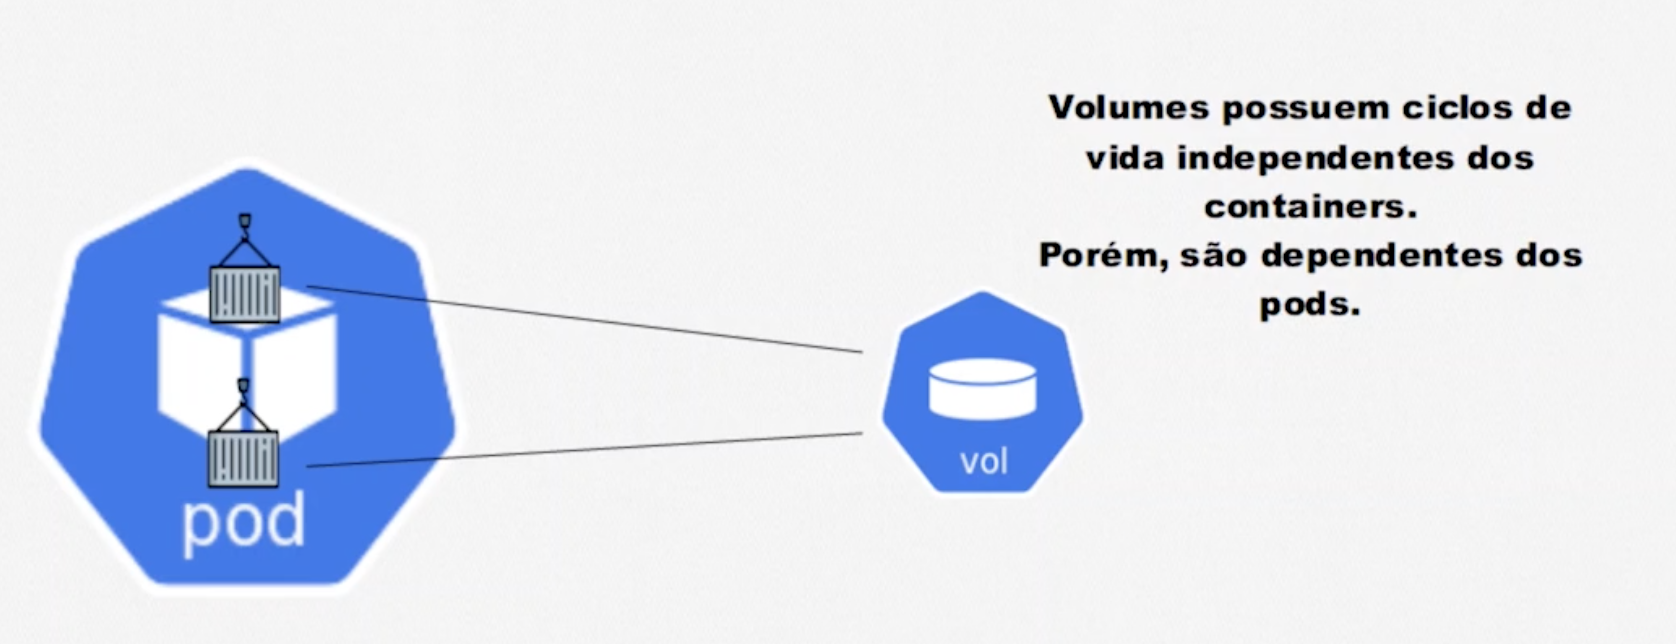 Volumes possuem ciclos de
vida independentes dos
containers.
Porém, são dependentes dos
pods.
vol
pod